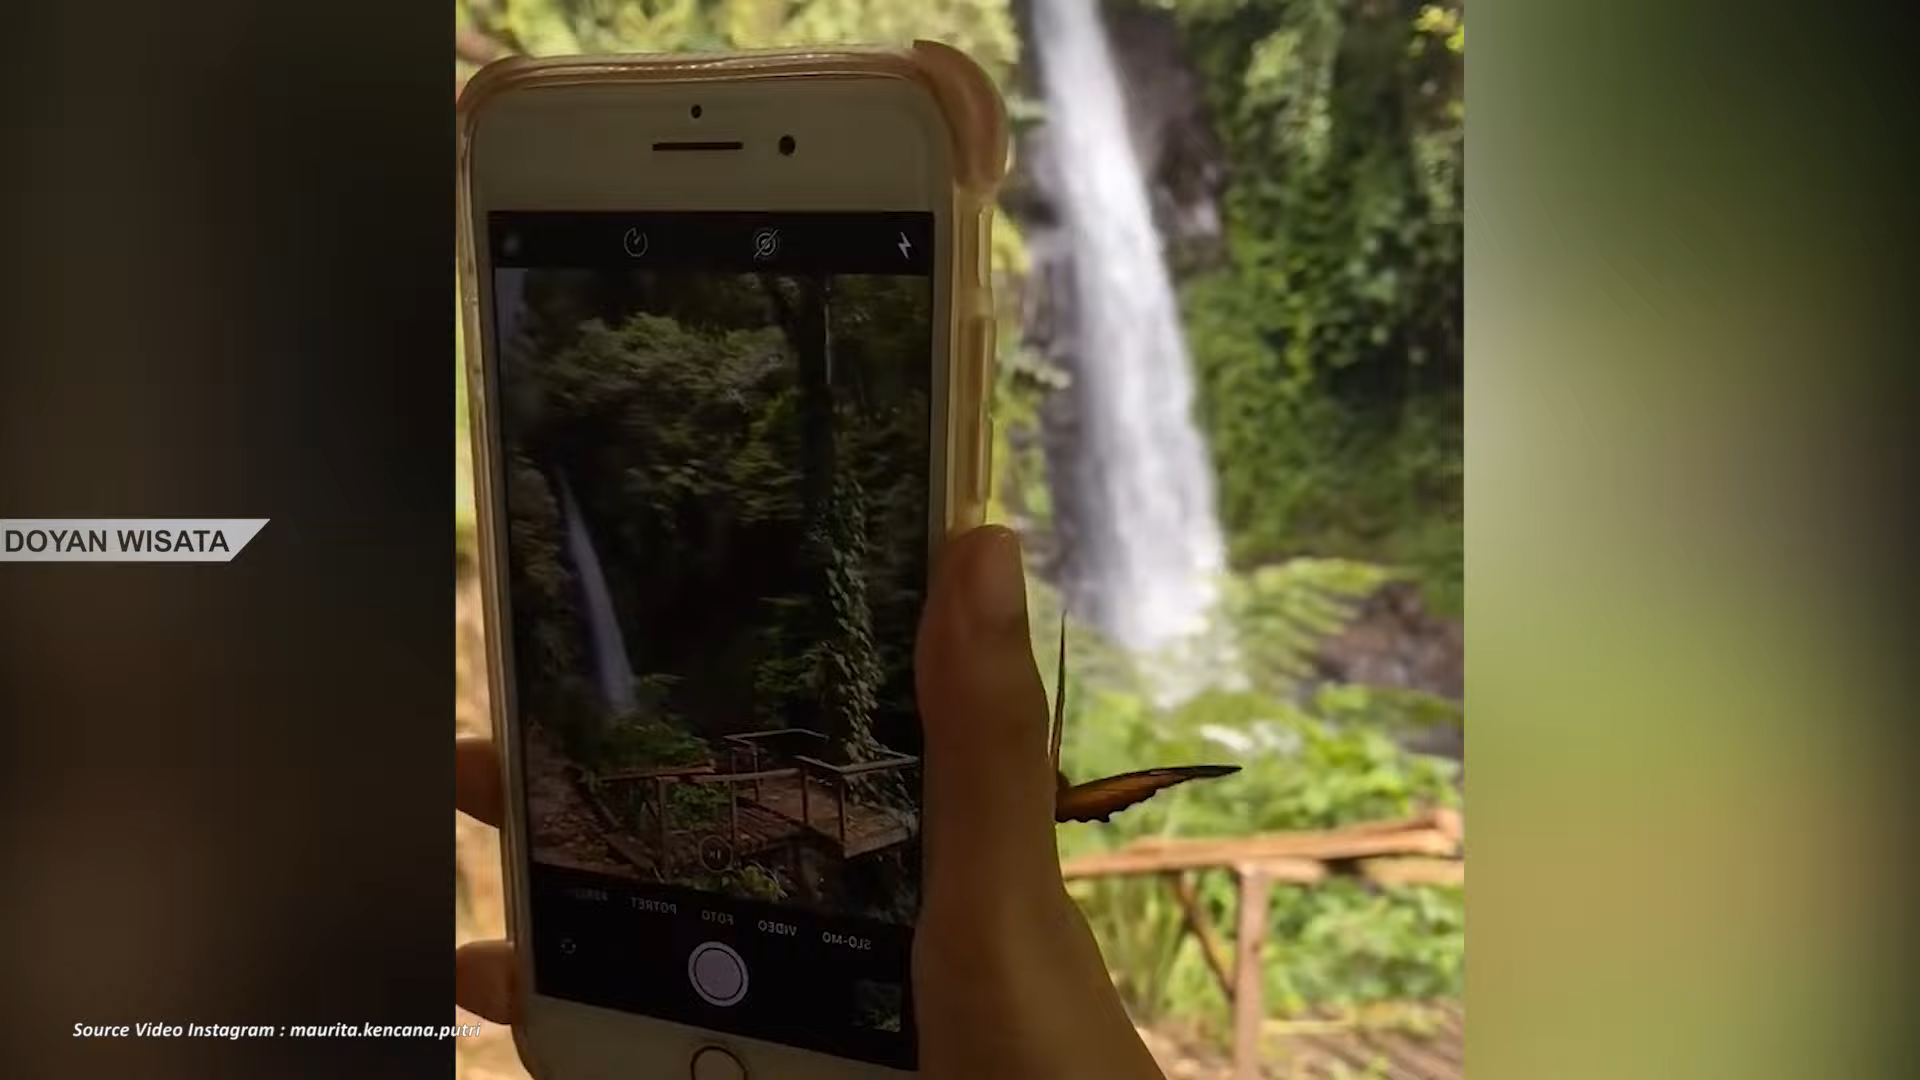 DOYAN WISATA
POTRET
FOTO
VIDEO
SLO-MO
Source Video Instagram : maurita.kencana.putri